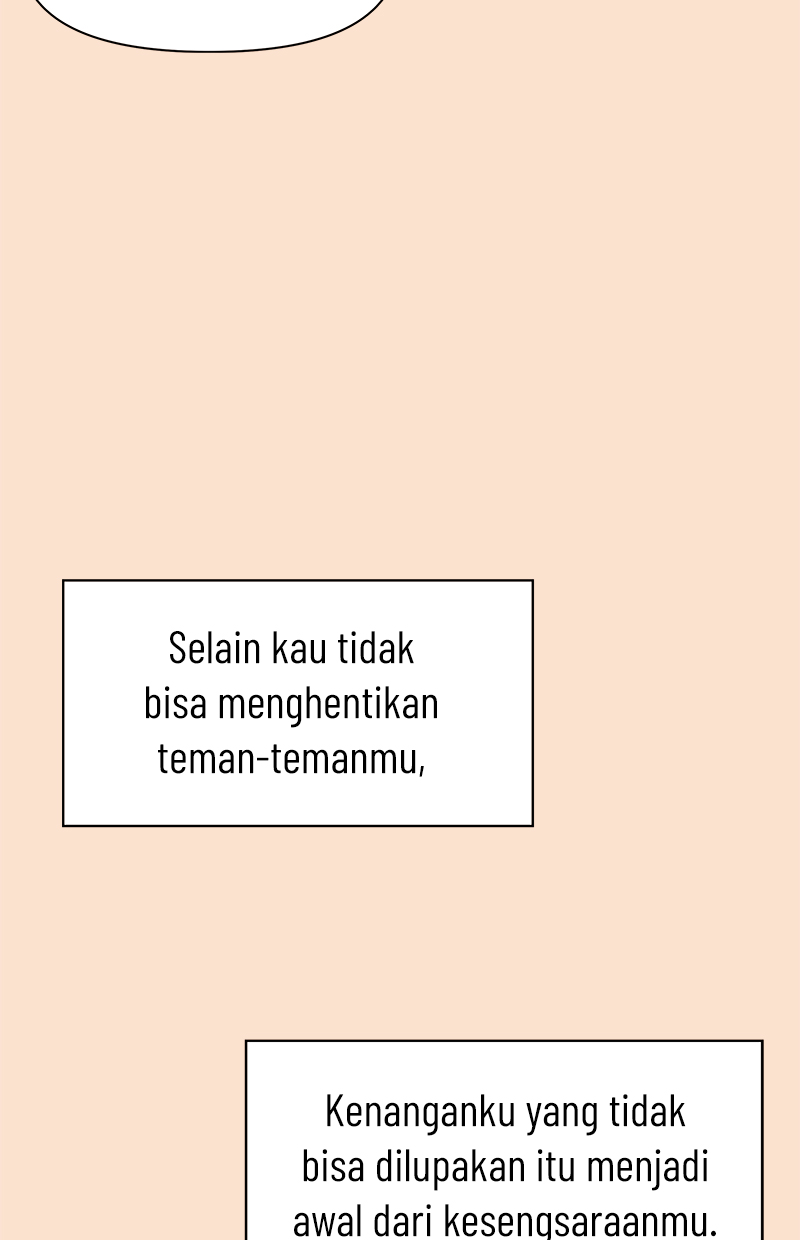 Selain kau tidak
bisa menghentikan
teman-temanmu,
Kenanganku yang tidak
bisa dilupakan itu menjadi
awal dari kesengsaraanmu.